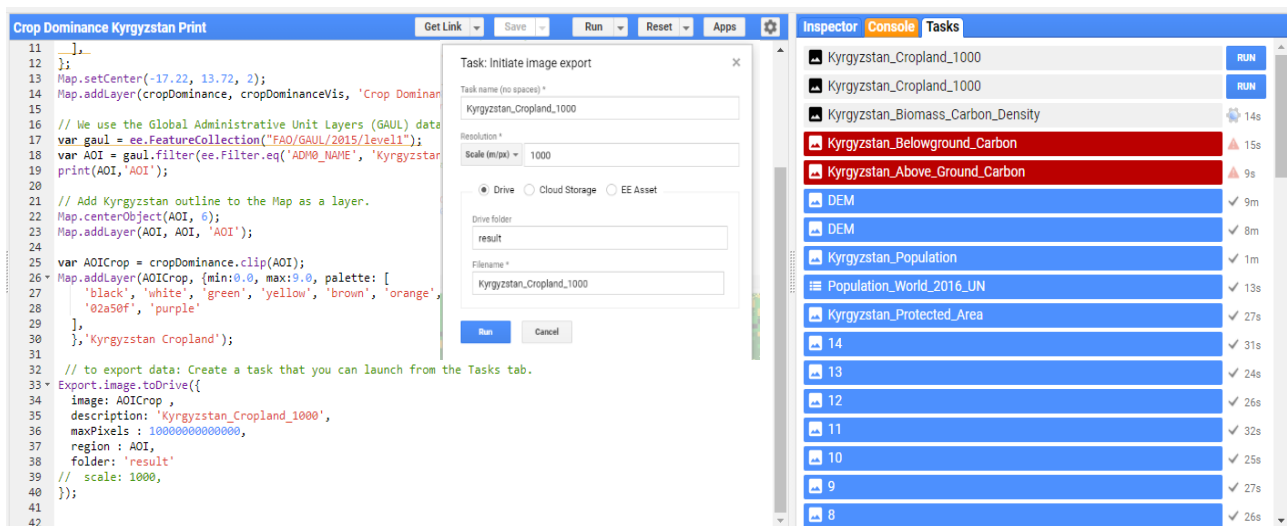 Crop Dominance Kyrgyzstan Print
Get Link
Save
Run
Reset
Apps
11 ],
12 };
13 Map.setCenter(-17.22, 13.72, 2);
14 Map.addLayer(cropDominance, cropDominanceVis, 'Crop Dominan
15
16 // We use the Global Administrative Unit Layers (GAUL) data
17 var gaul = ee.FeatureCollection("FAO/GAUL/2015/level1");
18 var AOI = gaul.filter(ee.Filter.eq('ADM0_NAME', 'Kyrgyzstan
19 print(AOI,'AOI');
20
21 // Add Kyrgyzstan outline to the Map as a layer.
22 Map.centerObject(AOI, 6);
23 Map.addLayer(AOI, AOI, 'AOI');
24
25 var AOICrop = cropDominance.clip(AOI);
26 Map.addLayer(AOICrop, {min:0.0, max:9.0, palette: [
27 'black', 'white', 'green', 'yellow', 'brown', 'orange',
28 '02a50f', 'purple'
29 ],
30 },'Kyrgyzstan Cropland');
31
32 // to export data: Create a task that you can launch from the Tasks tab.
33 Export.image.toDrive({
34 image: AOICrop ,
35 description: 'Kyrgyzstan_Cropland_1000',
36 maxPixels : 10000000000000,
37 region : AOI,
38 folder: 'result'
39 // scale: 1000,
40 });
41
42
Task: Initiate image export
Task name (no spaces) *
Kyrgyzstan_Cropland_1000
Resolution *
Scale (m/px) 1000
Drive Cloud Storage EE Asset
Drive folder
result
Filename *
Kyrgyzstan_Cropland_1000
Run Cancel
Inspector Console Tasks
Kyrgyzstan_Cropland_1000 RUN
Kyrgyzstan_Cropland_1000 RUN
Kyrgyzstan_Biomass_Carbon_Density 14s
Kyrgyzstan_Belowground_Carbon 15s
Kyrgyzstan_Above_Ground_Carbon 9s
DEM 9m
DEM 8m
Kyrgyzstan_Population 1m
Population_World_2016_UN 13s
Kyrgyzstan_Protected_Area 27s
14 31s
13 24s
12 26s
11 32s
10 25s
9 27s
8 26s